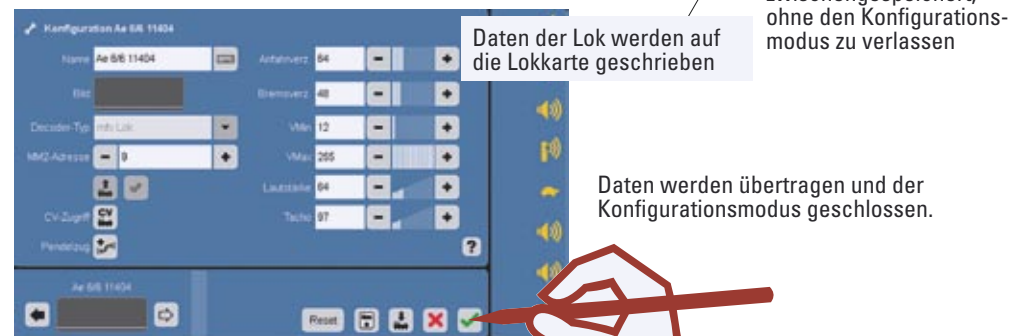 zwischengespeichert,
ohne den Konfigurations-
modus zu verlassen
Daten der Lok werden auf
die Lokkarte geschrieben
Konfiguration Ae 6/6 11404
Name Ae 6/6 11404
Bild
Decoder-Typ mfx Lok
MM2-Adresse 9
CV-Zugriff CV
Pendelzug
Anfahrverz. 64
Bremsverz. 48
VMin 12
VMax 265
Lautstärke 64
Tacho 97
?
Daten werden übertragen und der
Konfigurationsmodus geschlossen.
Ae 6/6 11404
Reset